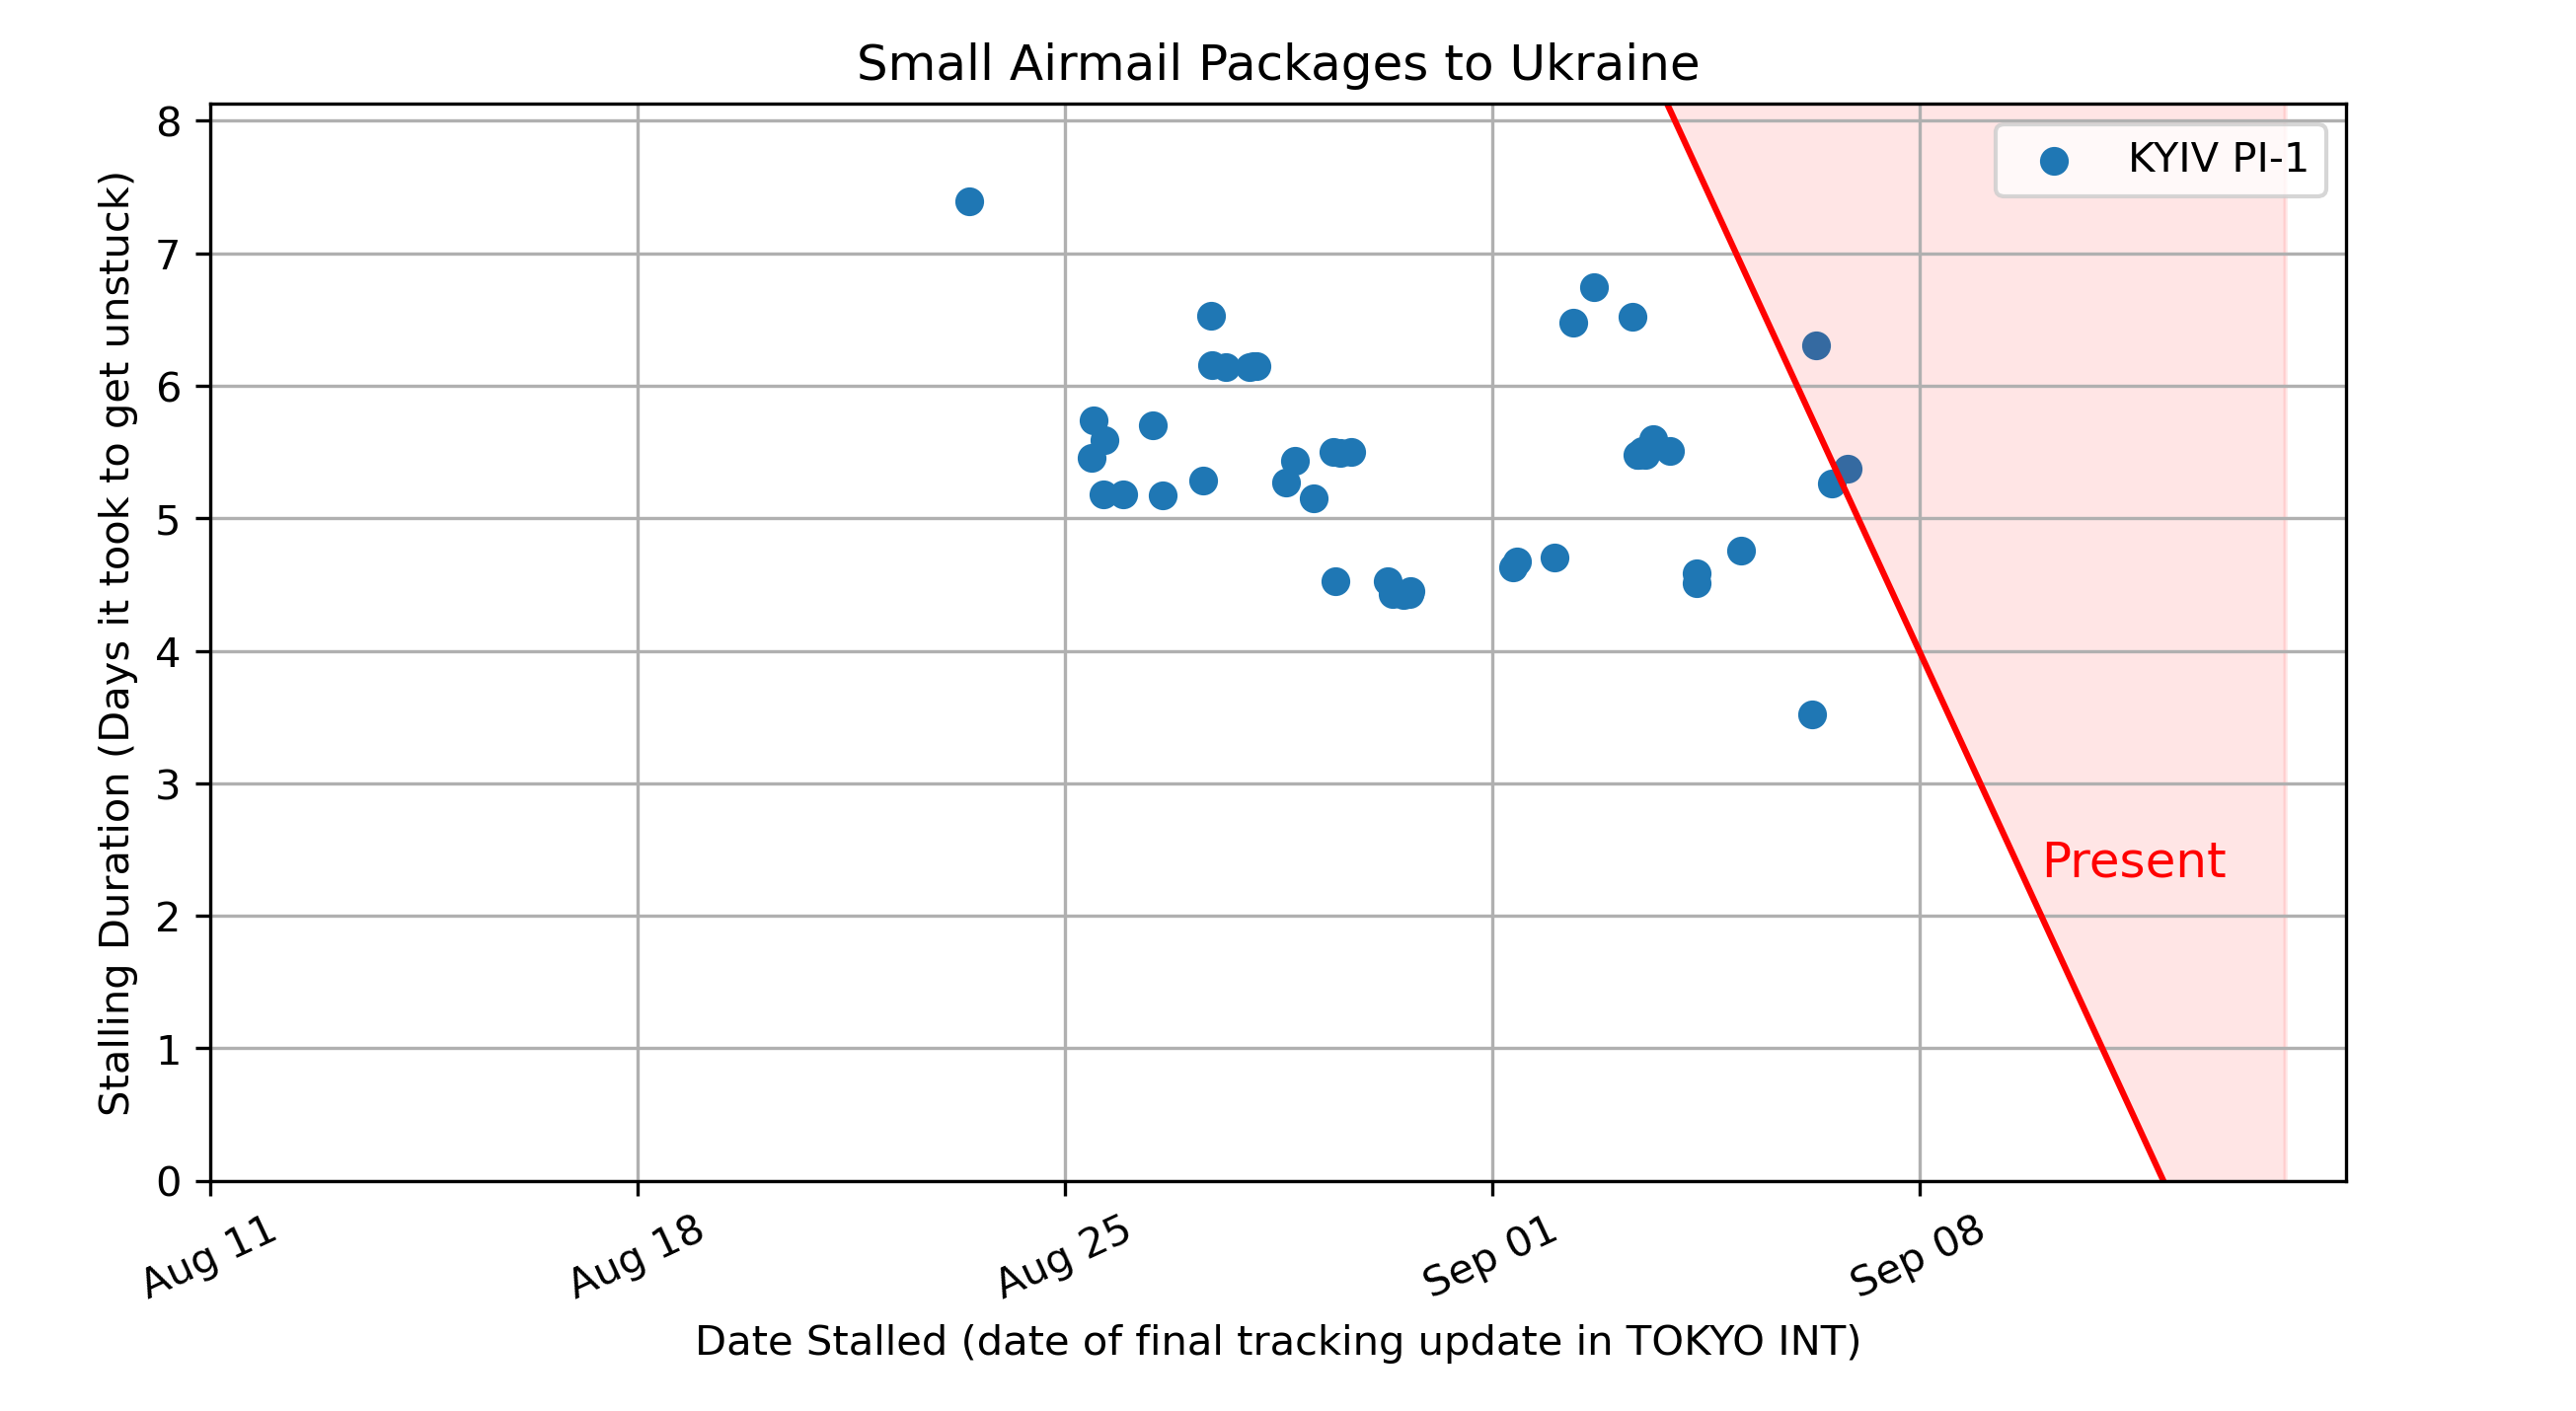 Small Airmail Packages to Ukraine
KYIV PI-1
Stalling Duration (Days it took to get unstuck)
8
7
6
5
4
3
2
1
0
Present
Aug 11
Aug 18
Aug 25
Sep 01
Sep 08
Date Stalled (date of final tracking update in TOKYO INT)